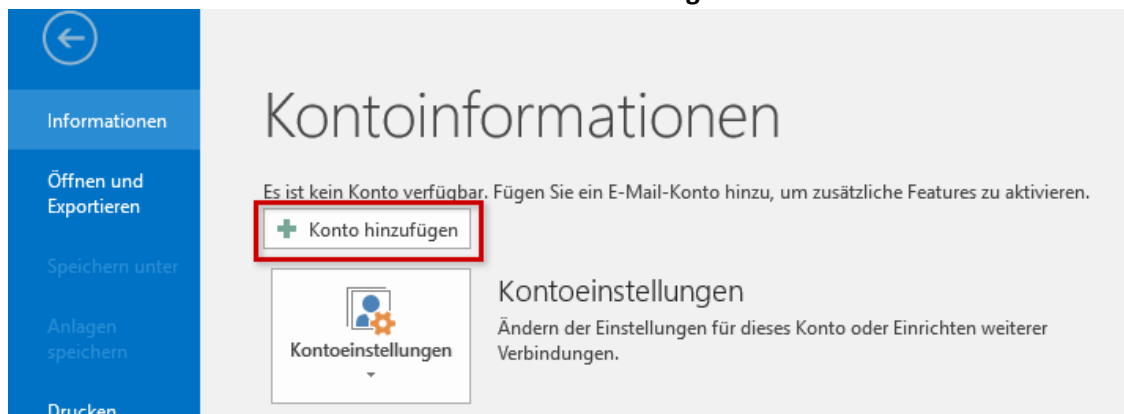 Informationen
Öffnen und
Exportieren
Speichern unter
Anlagen
speichern
Drucken
Kontoinformationen
Es ist kein Konto verfügbar. Fügen Sie ein E-Mail-Konto hinzu, um zusätzliche Features zu aktivieren.
Konto hinzufügen
Kontoeinstellungen
Kontoeinstellungen
Ändern der Einstellungen für dieses Konto oder Einrichten weiterer
Verbindungen.